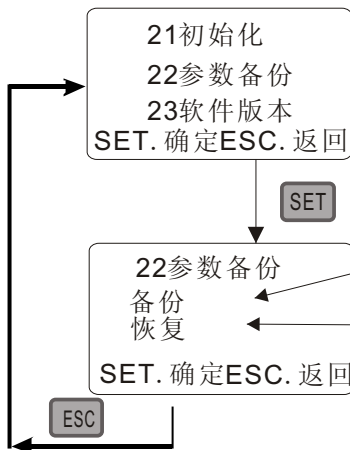 21初始化
22参数备份
23软件版本
SET.确定ESC.返回
SET
22参数备份
备份
恢复
SET.确定ESC.返回
ESC